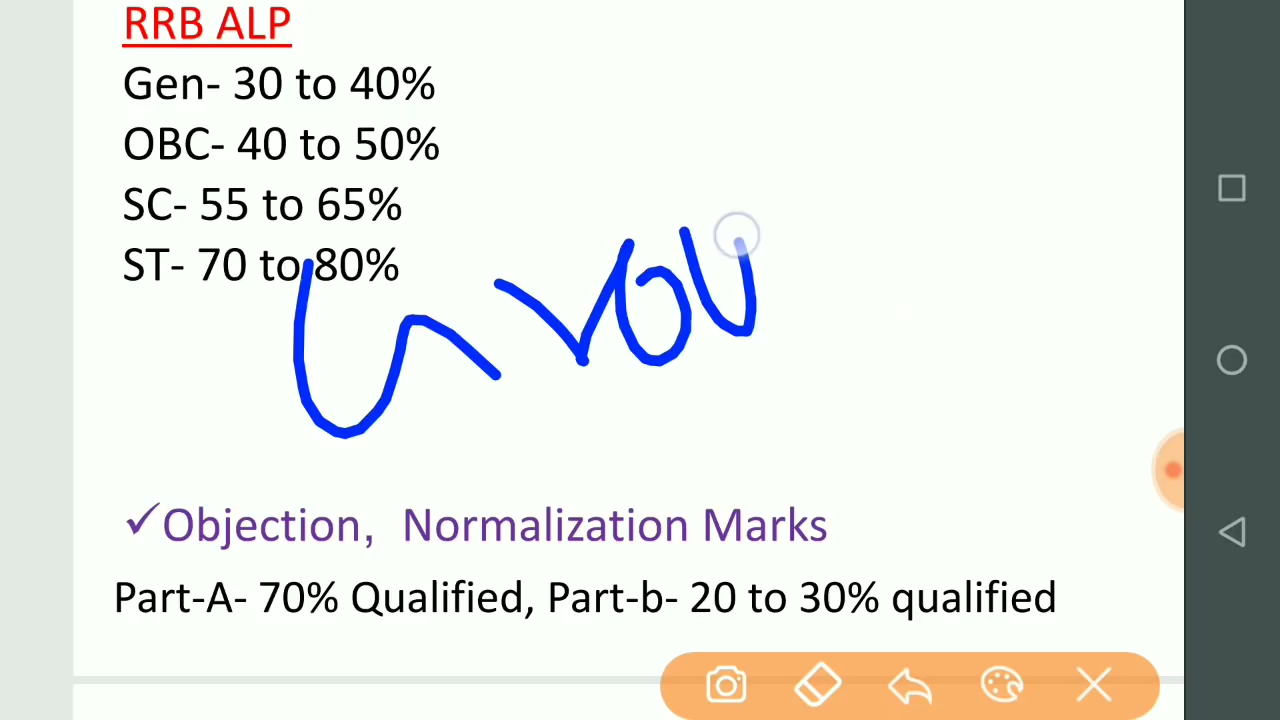 RRB ALP
Gen- 30 to 40%
OBC- 40 to 50%
SC- 55 to 65%
ST- 70 to 80%
✓Objection, Normalization Marks
Part-A- 70% Qualified, Part-b- 20 to 30% qualified